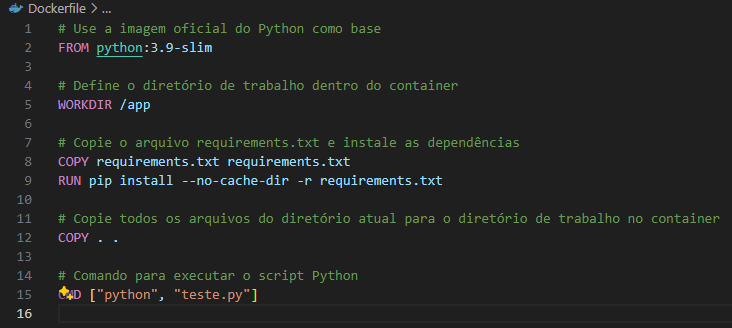 Dockerfile > ...
1 # Use a imagem oficial do Python como base
2 FROM python:3.9-slim
3
4 # Define o diretório de trabalho dentro do container
5 WORKDIR /app
6
7 # Copie o arquivo requirements.txt e instale as dependências
8 COPY requirements.txt requirements.txt
9 RUN pip install --no-cache-dir -r requirements.txt
10
11 # Copie todos os arquivos do diretório atual para o diretório de trabalho no container
12 COPY . .
13
14 # Comando para executar o script Python
15 CMD ["python", "teste.py"]
16